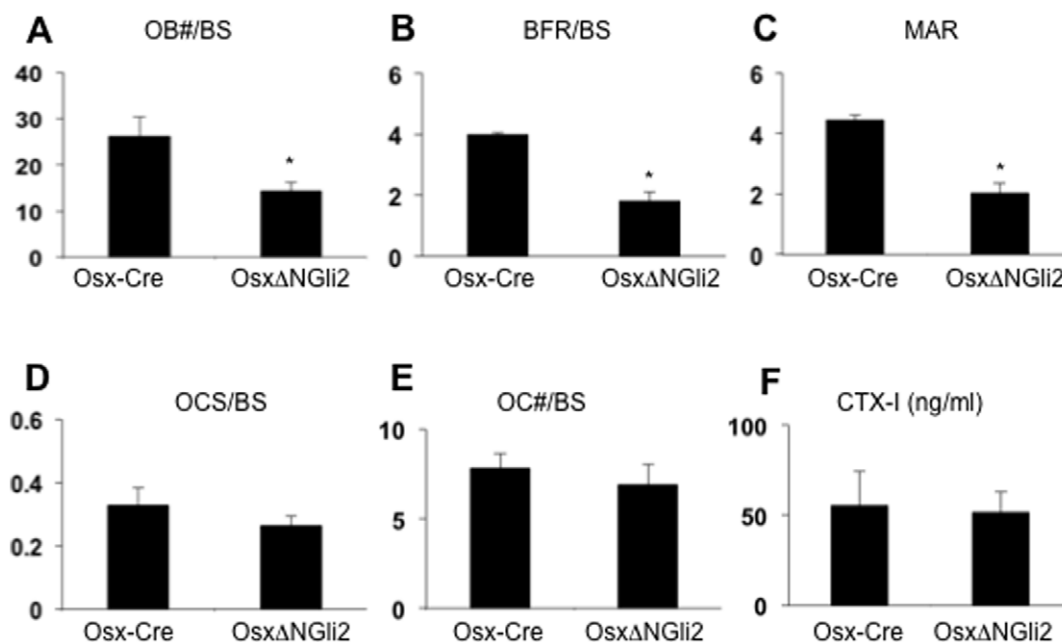 A OB#/BS
40
30
20
10
0
Osx-Cre OsxΔNGli2
*
B BFR/BS
6
4
2
0
Osx-Cre OsxΔNGli2
*
C MAR
6
4
2
0
Osx-Cre OsxΔNGli2
*
D OCS/BS
0.6
0.4
0.2
0
Osx-Cre OsxΔNGli2
E OC#/BS
10
5
0
Osx-Cre OsxΔNGli2
F CTX-I (ng/ml)
100
50
0
Osx-Cre OsxΔNGli2